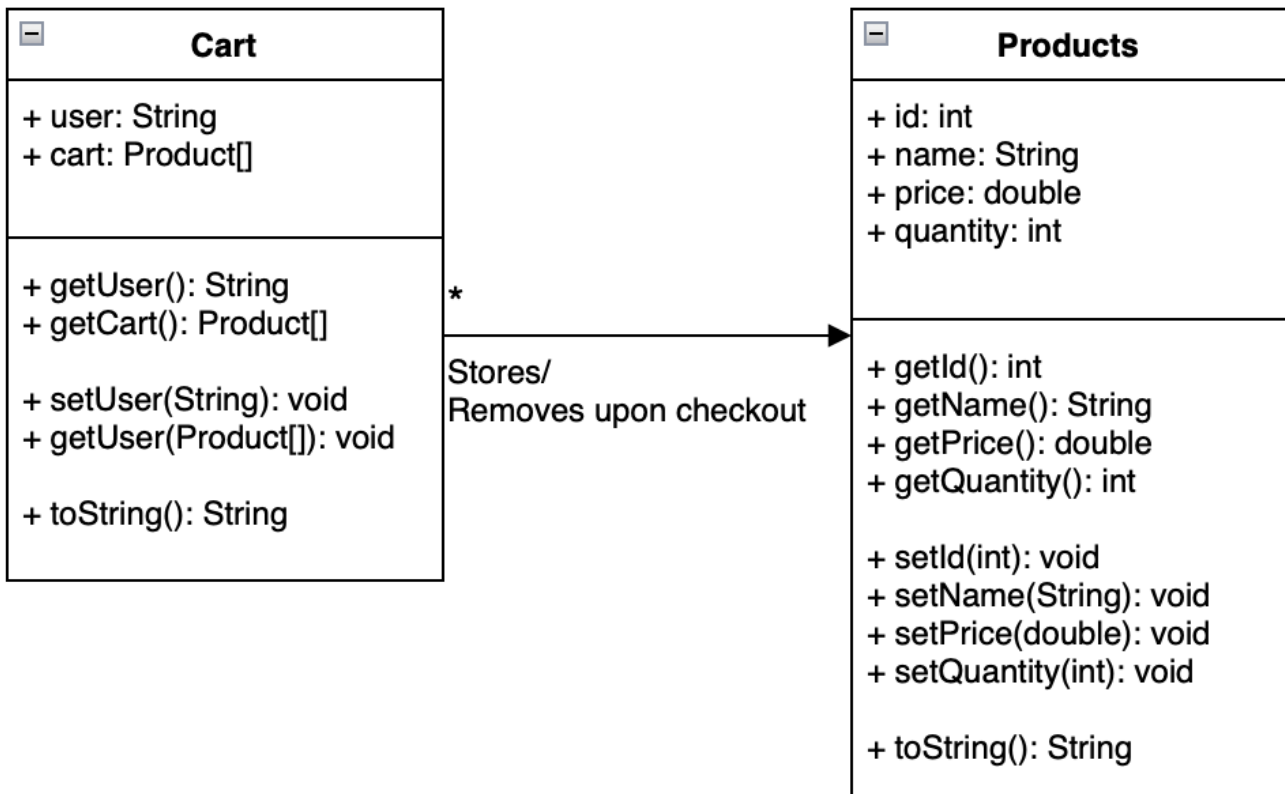 Cart
+ user: String
+ cart: Product[]
+ getUser(): String
+ getCart(): Product[]
+ setUser(String): void
+ getUser(Product[]): void
+ toString(): String
*
Stores/
Removes upon checkout
Products
+ id: int
+ name: String
+ price: double
+ quantity: int
+ getId(): int
+ getName(): String
+ getPrice(): double
+ getQuantity(): int
+ setId(int): void
+ setName(String): void
+ setPrice(double): void
+ setQuantity(int): void
+ toString(): String